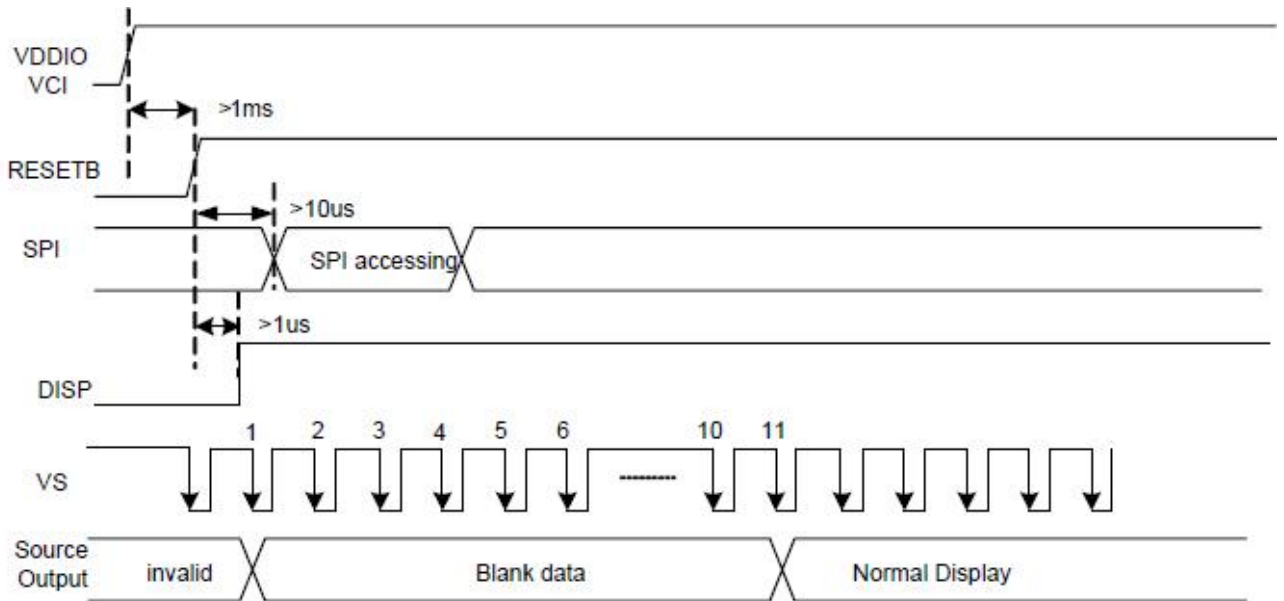 VDDIO
VCI
>1ms
RESETB
>10us
SPI
SPI accessing
>1us
DISP
1 2 3 4 5 6 10 11
VS
Source
Output
invalid
Blank data
Normal Display